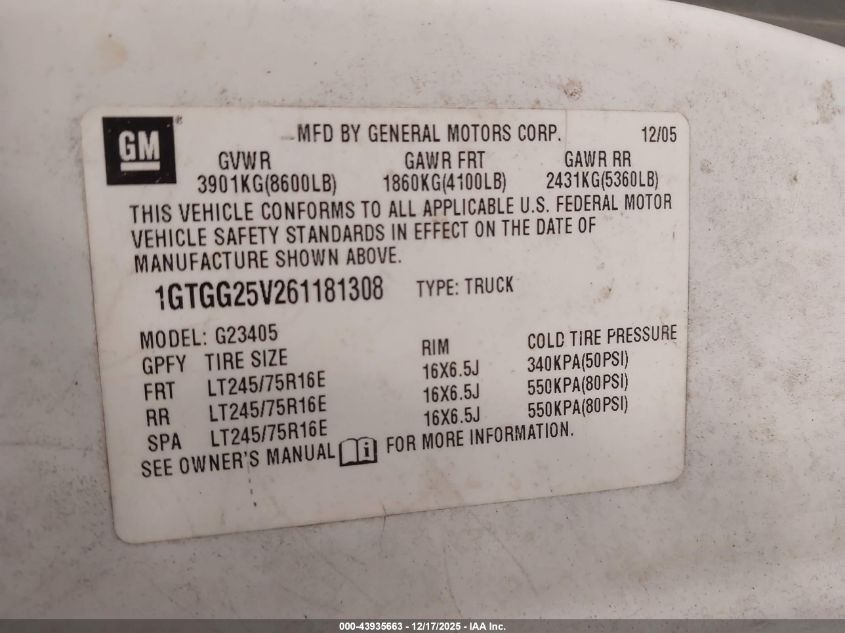 GM ®
MFD BY GENERAL MOTORS CORP. 12/05
GVWR GAWR FRT GAWR RR
3901KG(8600LB) 1860KG(4100LB) 2431KG(5360LB)
THIS VEHICLE CONFORMS TO ALL APPLICABLE U.S. FEDERAL MOTOR
VEHICLE SAFETY STANDARDS IN EFFECT ON THE DATE OF
MANUFACTURE SHOWN ABOVE.
1GTGG25V261181308 TYPE: TRUCK
MODEL: G23405
GPFY TIRE SIZE RIM COLD TIRE PRESSURE
FRT LT245/75R16E 16X6.5J 340KPA(50PSI)
RR LT245/75R16E 16X6.5J 550KPA(80PSI)
SPA LT245/75R16E 16X6.5J 550KPA(80PSI)
SEE OWNER'S MANUAL i FOR MORE INFORMATION.
000-43935663 - 12/17/2025 - IAA Inc.